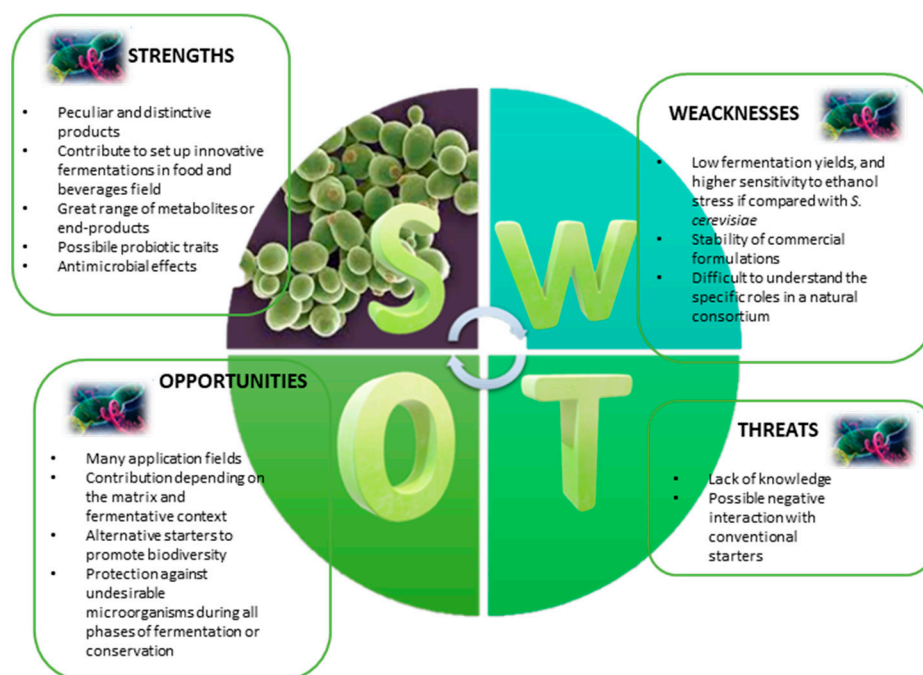 STRENGTHS
• Peculiar and distinctive
products
• Contribute to set up innovative
fermentations in food and
beverages field
• Great range of metabolites or
end-products
• Possibile probiotic traits
• Antimicrobial effects
WEACKNESSES
• Low fermentation yields, and
higher sensitivity to ethanol
stress if compared with S.
cerevisiae
• Stability of commercial
formulations
• Difficult to understand the
specific roles in a natural
consortium
S
W
O
T
OPPORTUNITIES
• Many application fields
• Contribution depending on
the matrix and
fermentative context
• Alternative starters to
promote biodiversity
• Protection against
undesirable
microorganisms during all
phases of fermentation or
conservation
THREATS
• Lack of knowledge
• Possible negative
interaction with
conventional
starters